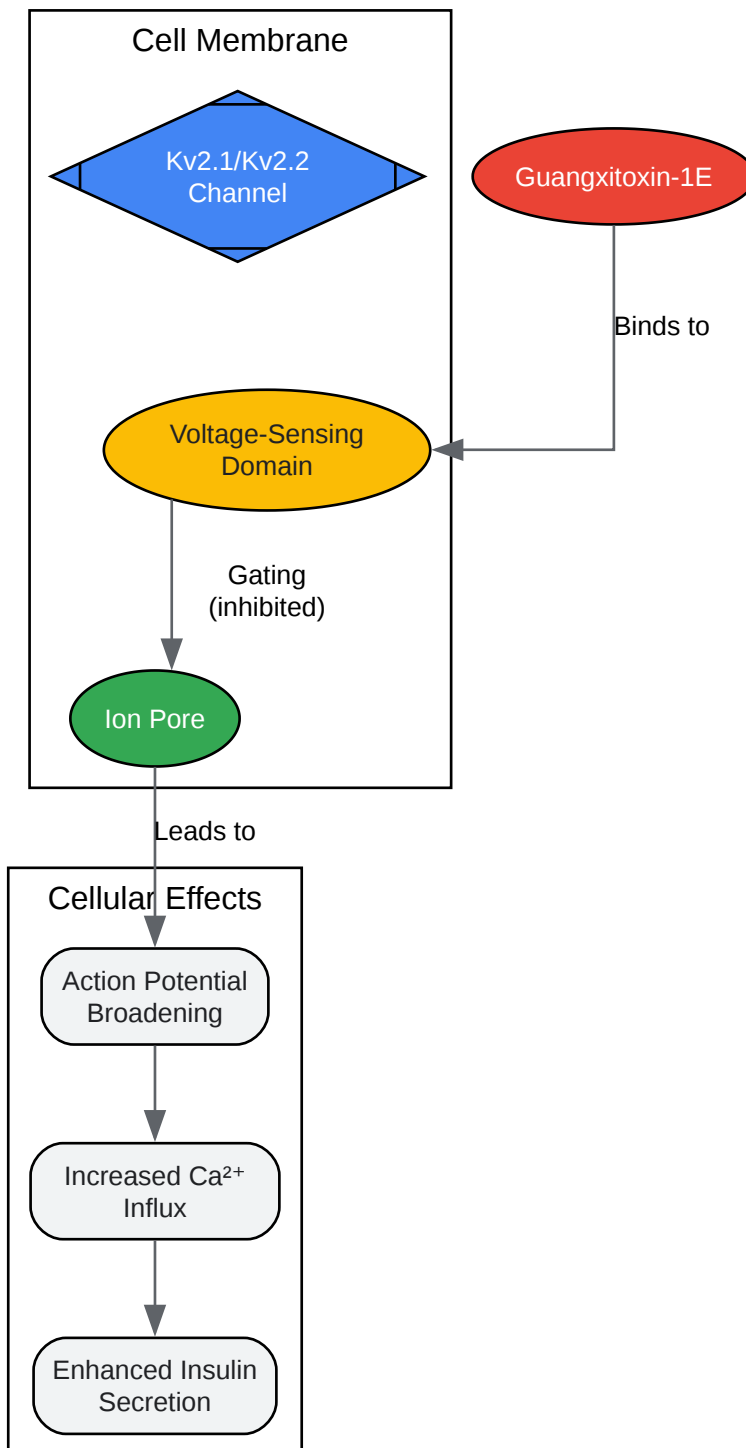 Cell Membrane
Kv2.1/Kv2.2
Channel
Guangxitoxin-1E
Binds to
Voltage-Sensing
Domain
Gating
(inhibited)
Ion Pore
Leads to
Cellular Effects
Action Potential
Broadening
Increased Ca²⁺
Influx
Enhanced Insulin
Secretion